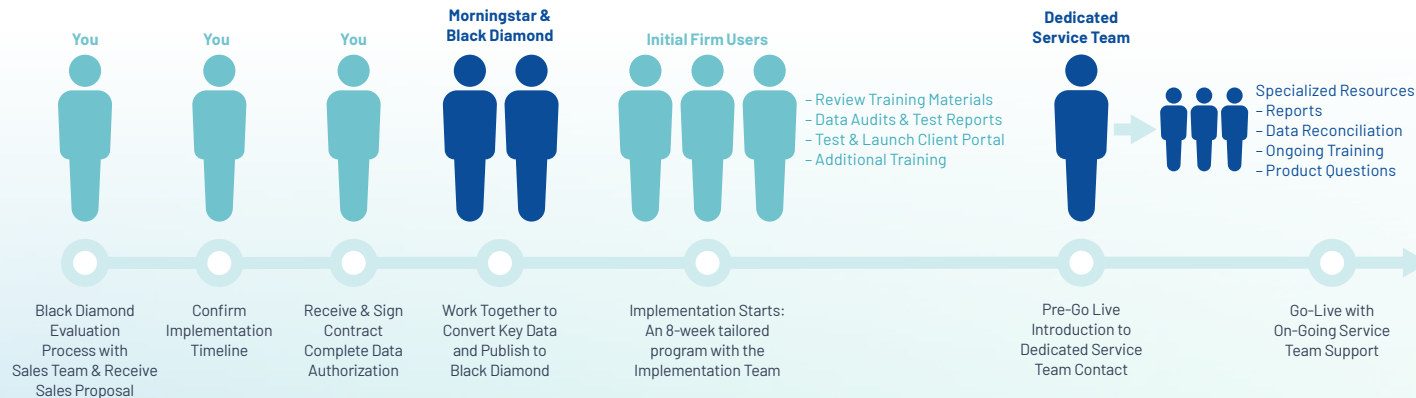 You
You
You
Morningstar &
Black Diamond
Initial Firm Users
– Review Training Materials
– Data Audits & Test Reports
– Test & Launch Client Portal
– Additional Training
Dedicated
Service Team
Specialized Resources
– Reports
– Data Reconciliation
– Ongoing Training
– Product Questions
Black Diamond
Evaluation
Process with
Sales Team & Receive
Sales Proposal
Confirm
Implementation
Timeline
Receive & Sign
Contract
Complete Data
Authorization
Work Together to
Convert Key Data
and Publish to
Black Diamond
Implementation Starts:
An 8-week tailored
program with the
Implementation Team
Pre-Go Live
Introduction to
Dedicated Service
Team Contact
Go-Live with
On-Going Service
Team Support